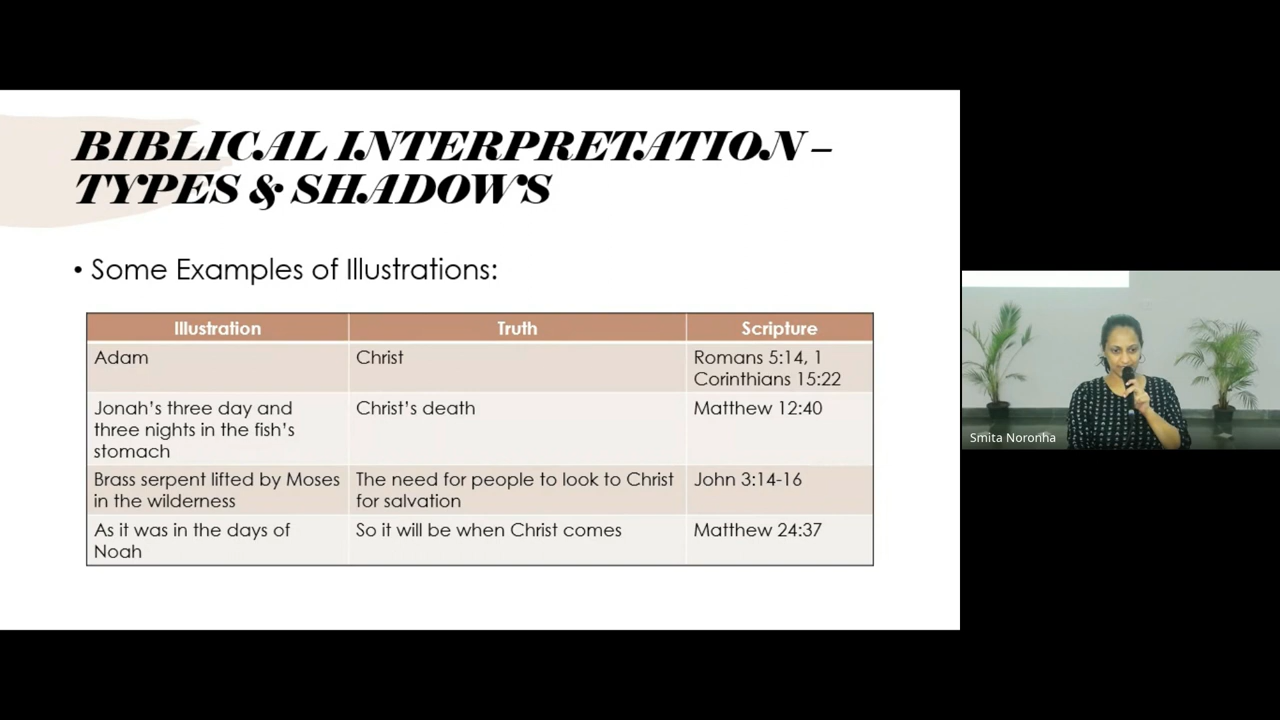 BIBLICAL INTERPRETATION –
TYPES & SHADOWS
• Some Examples of Illustrations:
Illustration Truth Scripture
Adam Christ Romans 5:14, 1
Corinthians 15:22
Jonah's three day and Christ's death Matthew 12:40
three nights in the fish's
stomach
Brass serpent lifted by Moses The need for people to look to Christ John 3:14-16
in the wilderness for salvation
As it was in the days of So it will be when Christ comes Matthew 24:37
Noah
Smita Noronha